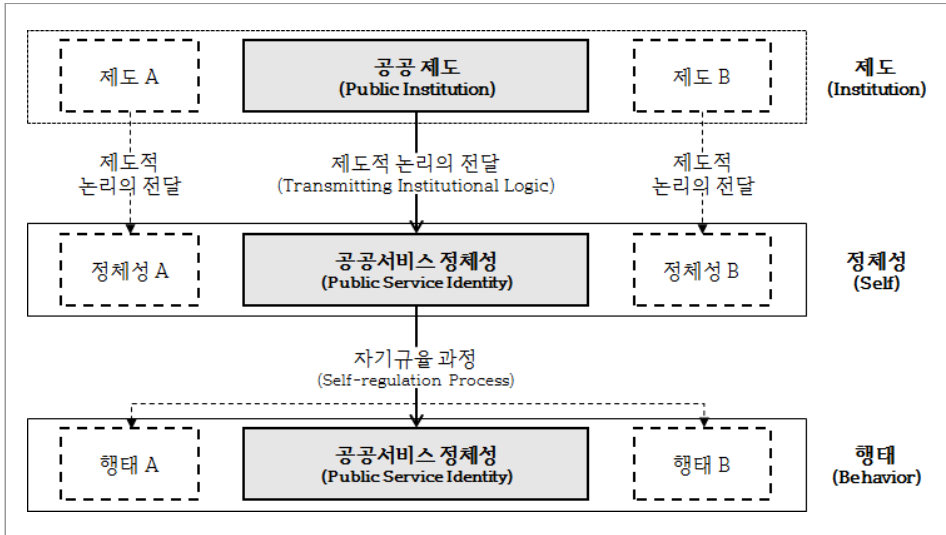 제도 A
공공 제도
(Public Institution)
제도 B
제도
(Institution)
제도적
논리의 전달
제도적 논리의 전달
(Transmitting Institutional Logic)
제도적
논리의 전달
정체성 A
공공서비스 정체성
(Public Service Identity)
정체성 B
정체성
(Self)
자기규율 과정
(Self-regulation Process)
행태 A
공공서비스 정체성
(Public Service Identity)
행태 B
행태
(Behavior)